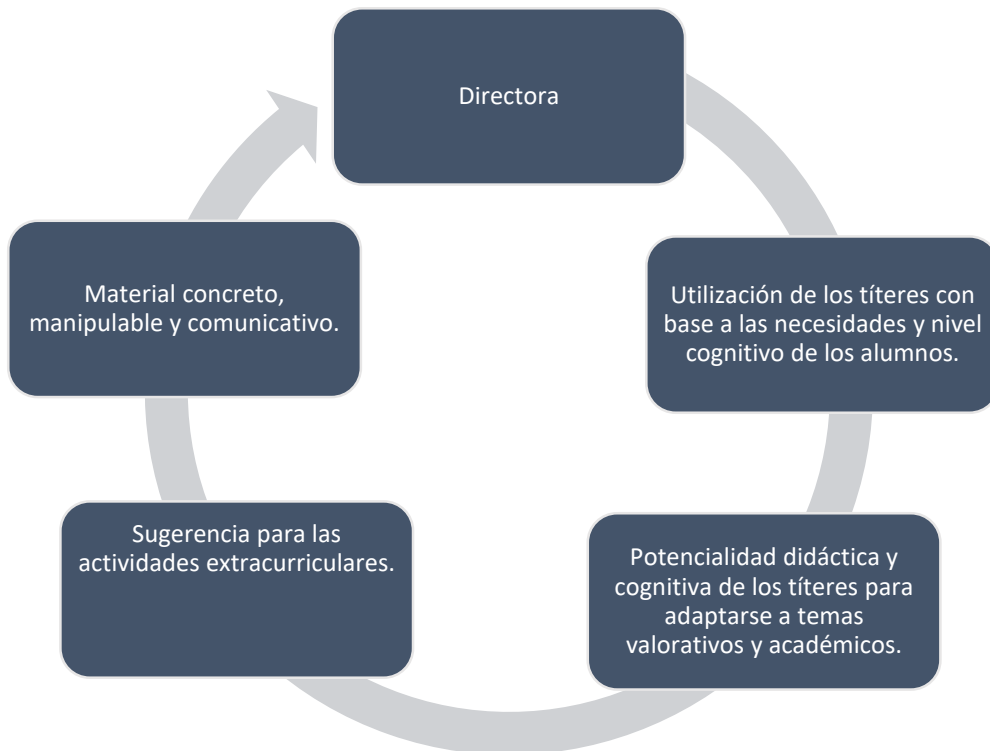 Directora
Utilización de los títeres con
base a las necesidades y nivel
cognitivo de los alumnos.
Potencialidad didáctica y
cognitiva de los títeres para
adaptarse a temas
valorativos y académicos.
Sugerencia para las
actividades extracurriculares.
Material concreto,
manipulable y comunicativo.